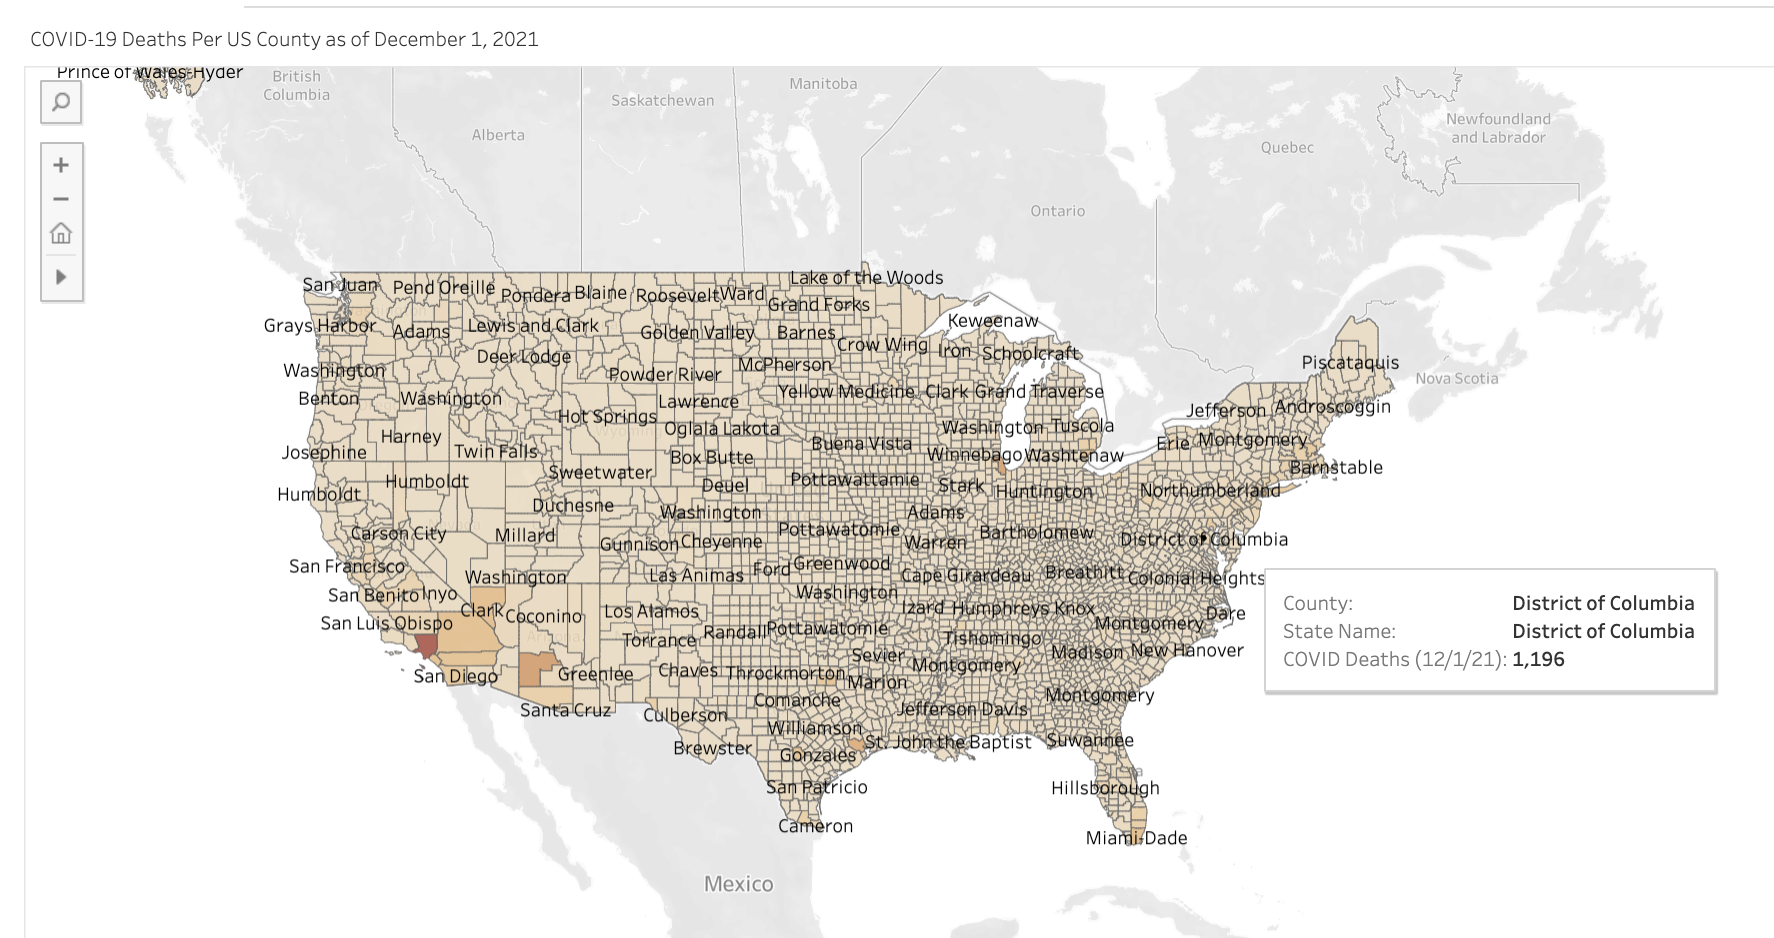 COVID-19 Deaths Per US County as of December 1, 2021
Prince of Wales-Hyder
British
Columbia
Alberta
Saskatchewan
Manitoba
Ontario
Quebec
Newfoundland
and Labrador
Nova Scotia
San Juan
Pend Oreille
Pondera
Blaine
Roosevelt
Ward
Lake of the Woods
Grand Forks
Grays Harbor
Adams
Lewis and Clark
Golden Valley
Barnes
Keweenaw
Crow Wing
Iron
Schoolcraft
Deer Lodge
McPherson
Piscataquis
Washington
Powder River
Benton
Washington
Lawrence
Yellow Medicine
Clark
Grand Traverse
Hot Springs
Oglala Lakota
Washington
Tuscola
Jefferson
Androscoggin
Harney
Buena Vista
Erie
Montgomery
Josephine
Twin Falls
Box Butte
Winnebago
Washtenaw
Barnstable
Sweetwater
Humboldt
Humboldt
Deuel
Pottawattamie
Stark
Huntington
Northumberland
Duchesne
Washington
Adams
Carson City
Millard
Gunnison
Cheyenne
Pottawatomie
Warren
Bartholomew
District of Columbia
San Francisco
Washington
Las Animas
Ford
Greenwood
Cape Girardeau
Breathitt
Colonial Heights
San Benito
Inyo
Washington
San Luis Obispo
Clark
Coconino
Los Alamos
Izard
Humphreys
Knox
Dare
Torrance
Randall
Pottawatomie
Tishomingo
Montgomery
Sevier
Madison
New Hanover
San Diego
Greenlee
Chaves
Throckmorton
Marion
Montgomery
Santa Cruz
Culberson
Comanche
Jefferson Davis
Montgomery
Williamson
Brewster
Gonzales
St. John the Baptist
Suwannee
San Patricio
Hillsborough
Cameron
Miami-Dade
Mexico
County: District of Columbia
State Name: District of Columbia
COVID Deaths (12/1/21): 1,196